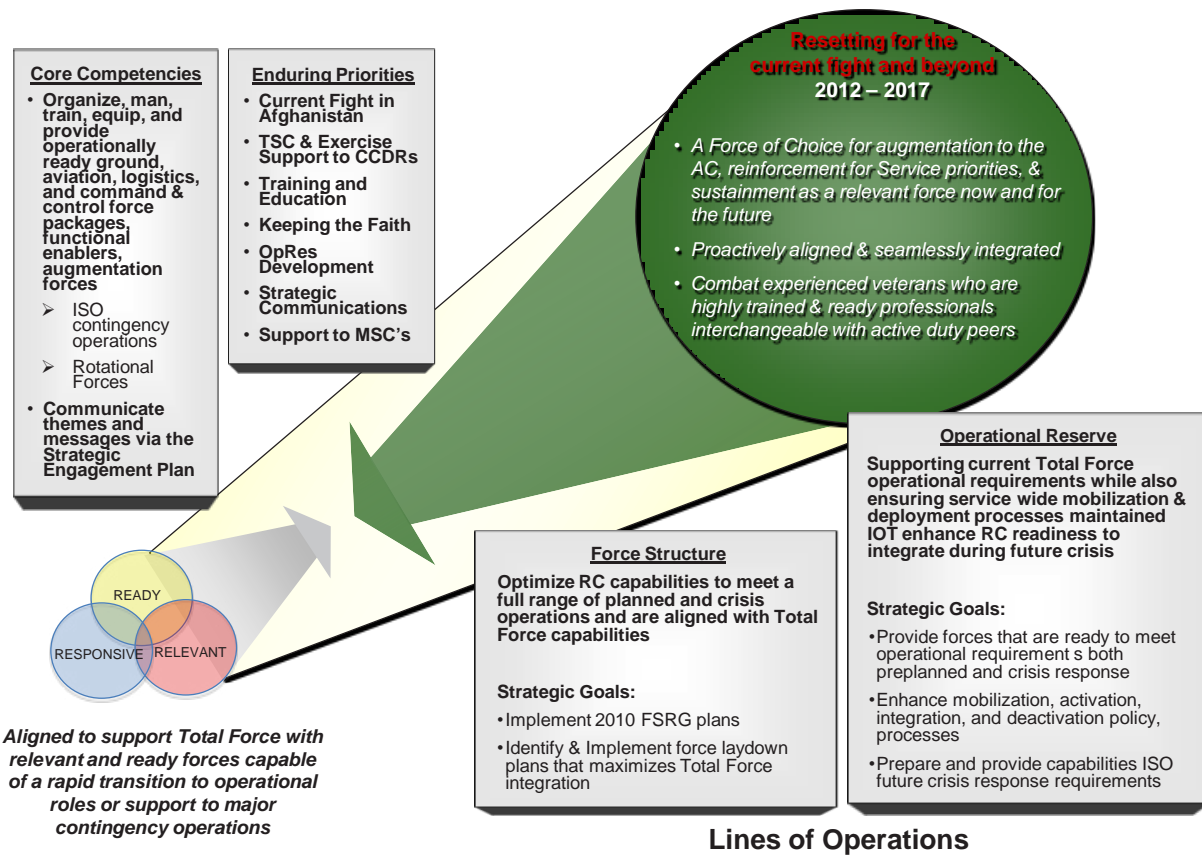 Core Competencies
• Organize, man,
train, equip, and
provide
operationally
ready ground,
aviation, logistics,
and command &
control force
packages,
functional
enablers,
augmentation
forces
➢ ISO
contingency
operations
➢ Rotational
Forces
• Communicate
themes and
messages via the
Strategic
Engagement Plan
Enduring Priorities
• Current Fight in
Afghanistan
• TSC & Exercise
Support to CCDRs
• Training and
Education
• Keeping the Faith
• OpRes
Development
• Strategic
Communications
• Support to MSC's
Resetting for the
current fight and beyond
2012 – 2017
• A Force of Choice for augmentation to the
AC, reinforcement for Service priorities, &
sustainment as a relevant force now and for
the future
• Proactively aligned & seamlessly integrated
• Combat experienced veterans who are
highly trained & ready professionals
interchangeable with active duty peers
READY
RESPONSIVE
RELEVANT
Aligned to support Total Force with
relevant and ready forces capable
of a rapid transition to operational
roles or support to major
contingency operations
Force Structure
Optimize RC capabilities to meet a
full range of planned and crisis
operations and are aligned with Total
Force capabilities
Strategic Goals:
•Implement 2010 FSRG plans
•Identify & Implement force laydown
plans that maximizes Total Force
integration
Operational Reserve
Supporting current Total Force
operational requirements while also
ensuring service wide mobilization &
deployment processes maintained
IOT enhance RC readiness to
integrate during future crisis
Strategic Goals:
•Provide forces that are ready to meet
operational requirement s both
preplanned and crisis response
•Enhance mobilization, activation,
integration, and deactivation policy,
processes
•Prepare and provide capabilities ISO
future crisis response requirements
Lines of Operations